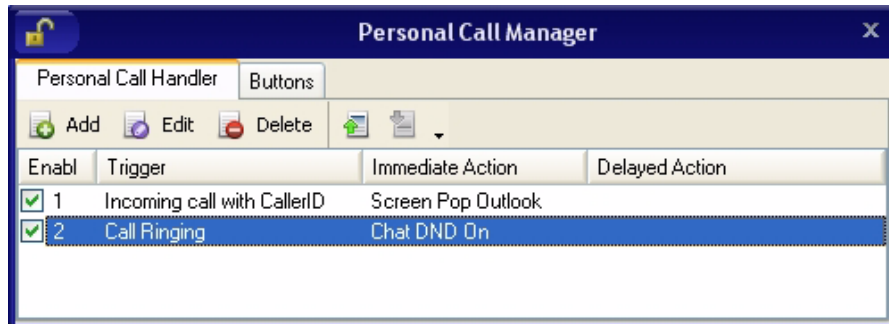 Personal Call Manager x
Personal Call Handler Buttons
Add Edit Delete
Enabl Trigger Immediate Action Delayed Action
1 Incoming call with CallerID Screen Pop Outlook
2 Call Ringing Chat DND On